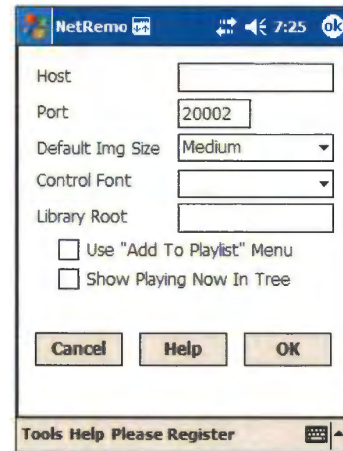 NetRemo 7:25 ok
Host
Port 20002
Default Img Size Medium
Control Font
Library Root
Use "Add To Playlist" Menu
Show Playing Now In Tree
Cancel Help OK
Tools Help Please Register